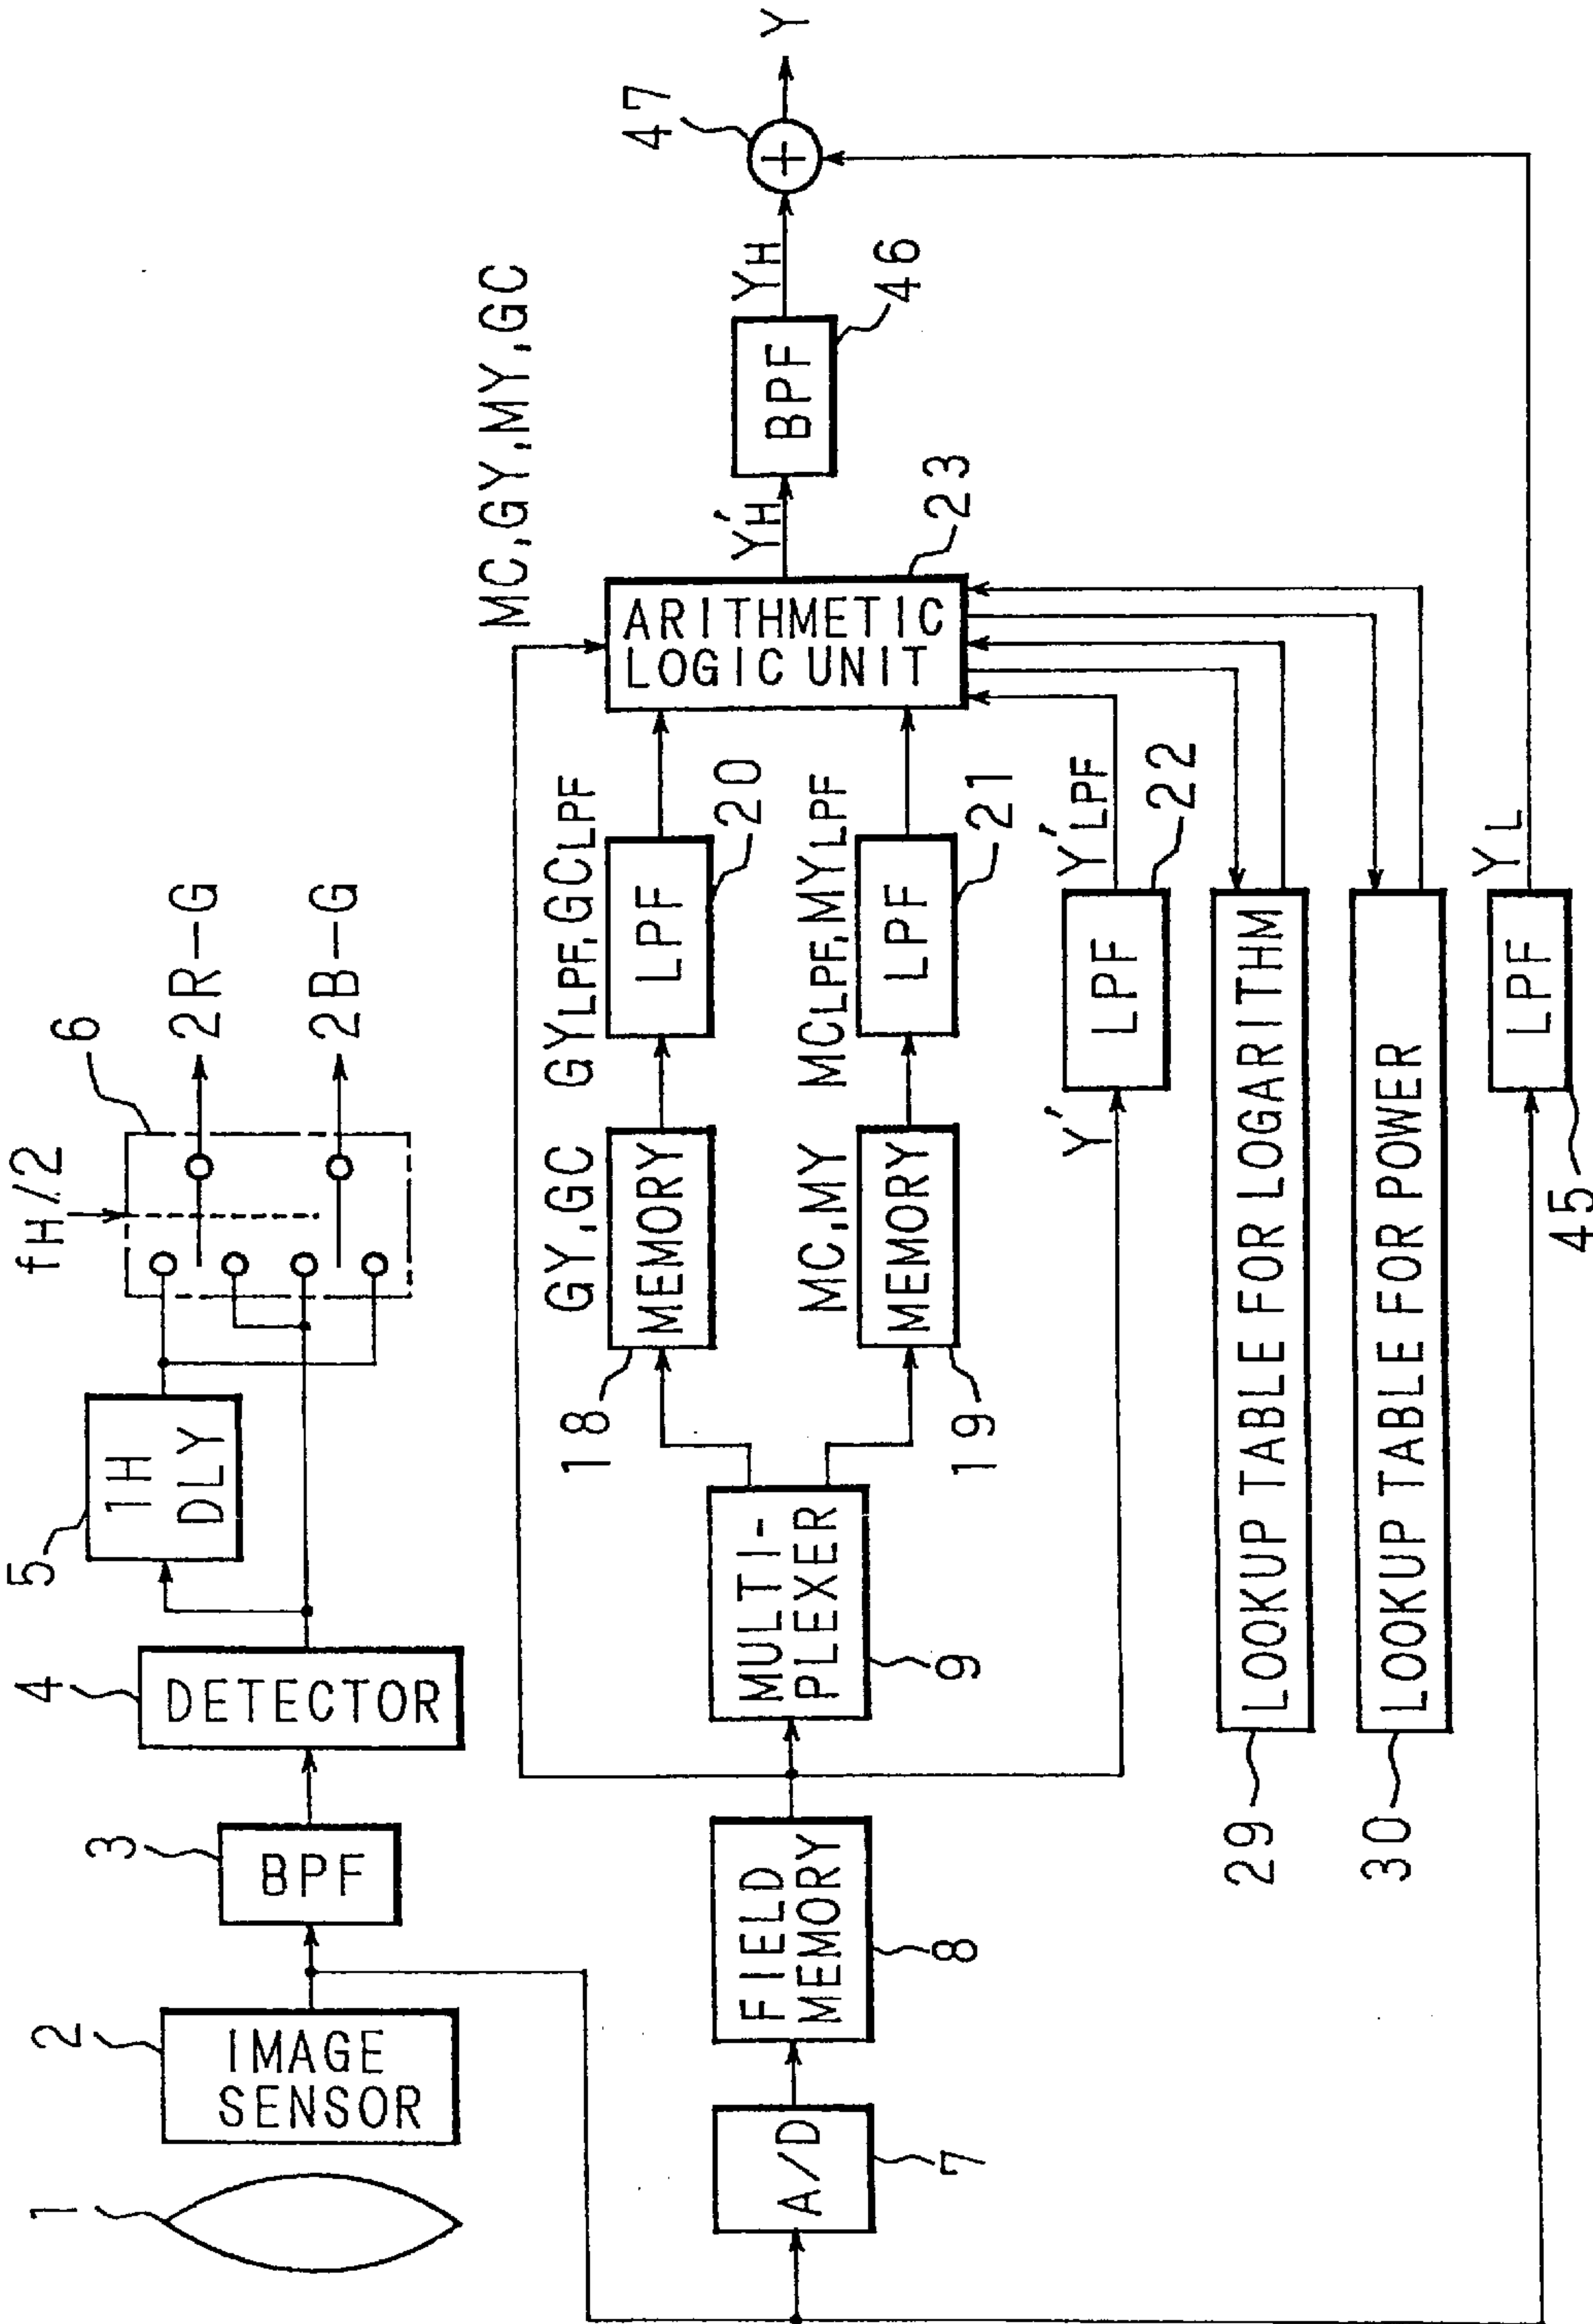 1
2
IMAGE
SENSOR
3
BPF
4
DETECTOR
5
1H
DLY
fH/2
6
2R-G
2B-G
A/D
7
FIELD
MEMORY
8
MULTI-
PLEXER
9
18
MEMORY
GY,GC
GYLPF,GCLPF
LPF
20
19
MEMORY
MC,MY
MCLPF,MYLPF
LPF
21
MC,GY,MY,GC
ARITHMETIC
LOGIC UNIT
23
Y'H
BPF
46
YH
47
Y
Y'
LPF
Y'LPF
22
29
LOOKUP TABLE FOR LOGARITHM
30
LOOKUP TABLE FOR POWER
45
LPF
YL